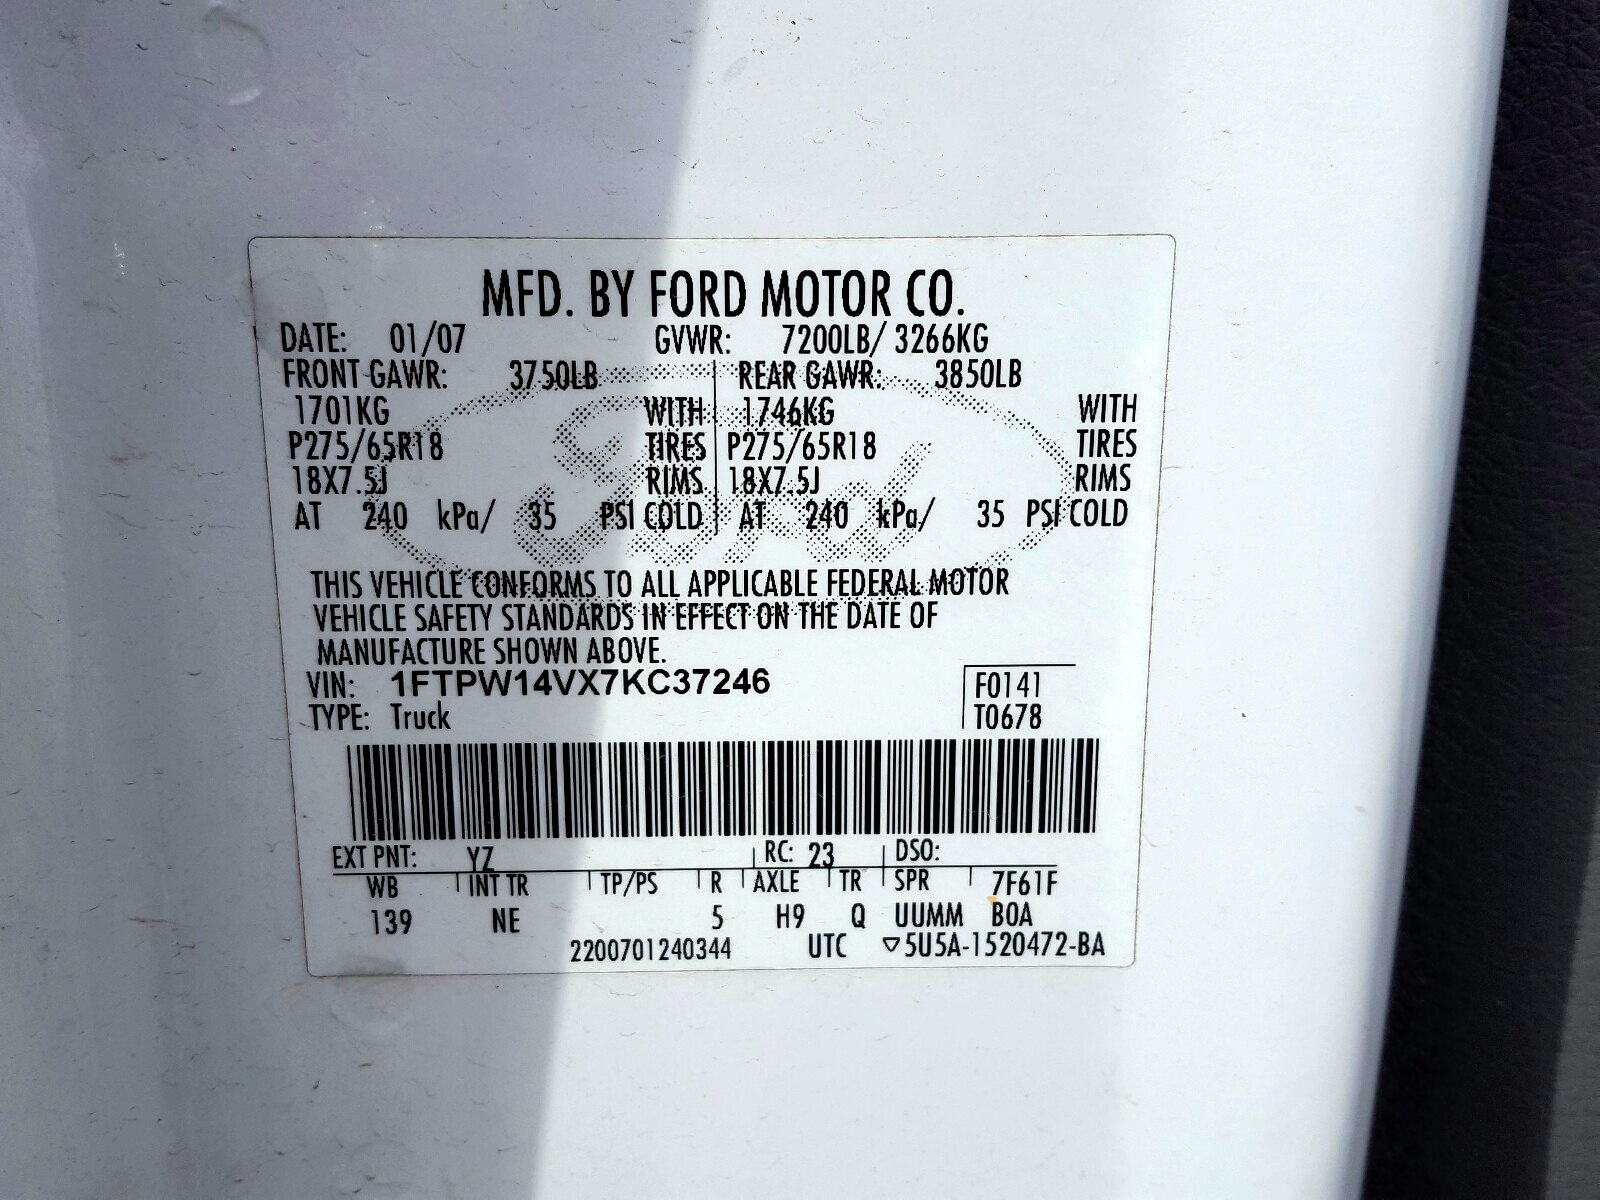 MFD. BY FORD MOTOR CO.
DATE: 01/07 GVWR: 7200LB/ 3266KG
FRONT GAWR: 3750LB REAR GAWR: 3850LB
1701KG WITH 1746KG WITH
P275/65R18 TIRES P275/65R18 TIRES
18X7.5J RIMS 18X7.5J RIMS
AT 240 kPa/ 35 PSI COLD AT 240 kPa/ 35 PSI COLD
Ford
THIS VEHICLE CONFORMS TO ALL APPLICABLE FEDERAL MOTOR
VEHICLE SAFETY STANDARDS IN EFFECT ON THE DATE OF
MANUFACTURE SHOWN ABOVE.
VIN: 1FTPW14VX7KC37246 F0141
TYPE: Truck T0678
EXT PNT: YZ RC: 23 DSO:
WB INT TR TP/PS R AXLE TR SPR 7F61F
139 NE 5 H9 Q UUMM BOA
2200701240344 UTC ▽5U5A-1520472-BA